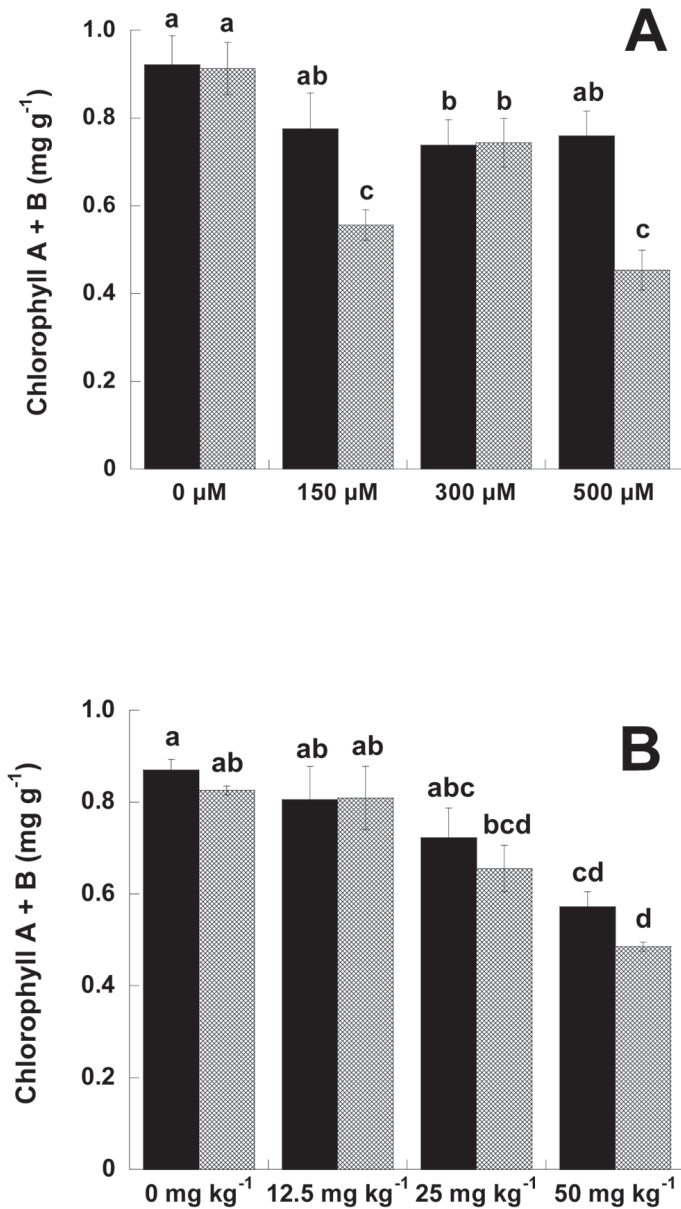 A
Chlorophyll A + B (mg g⁻¹)
1.0
0.8
0.6
0.4
0.2
0
a a ab c b b ab c
0 µM 150 µM 300 µM 500 µM
B
Chlorophyll A + B (mg g⁻¹)
1.0
0.8
0.6
0.4
0.2
0
a ab ab ab abc bcd cd d
0 mg kg⁻¹ 12.5 mg kg⁻¹ 25 mg kg⁻¹ 50 mg kg⁻¹